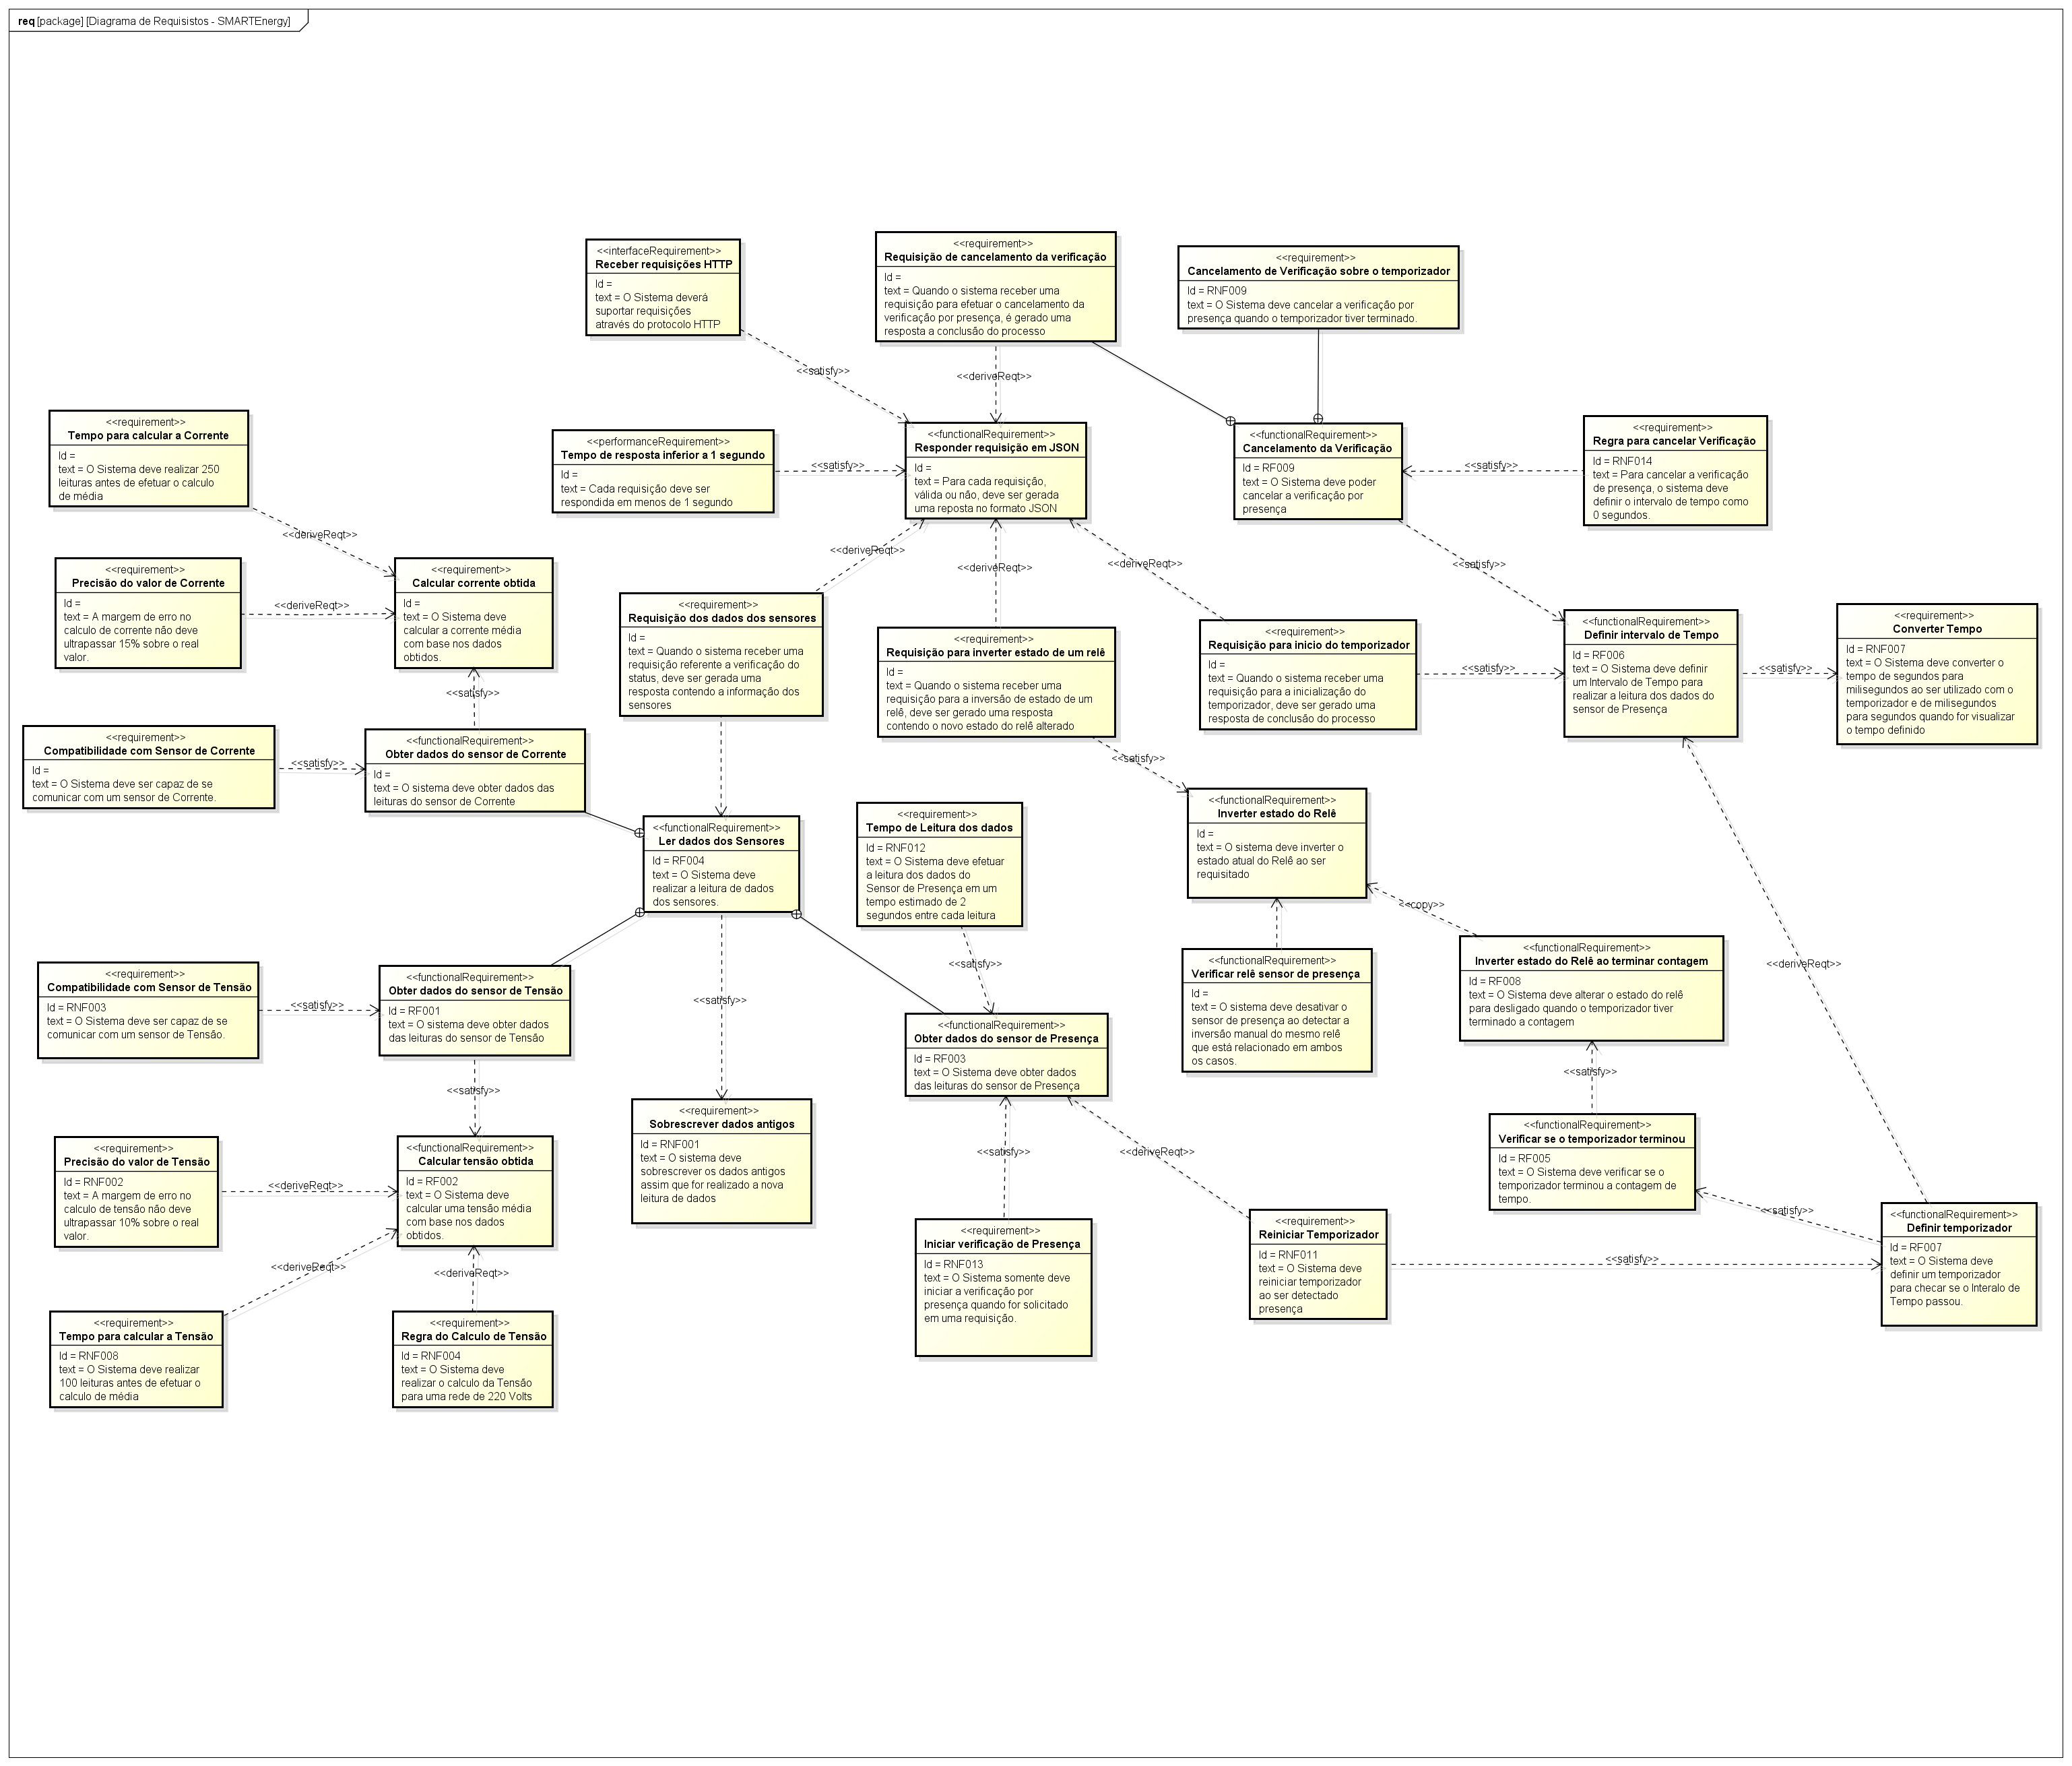 req [package] [Diagrama de Requisistos - SMARTEnergy]
<<interfaceRequirement>>
Receber requisições HTTP
Id =
text = O Sistema deverá
suportar requisições
através do protocolo HTTP
<<requirement>>
Requisição de cancelamento da verificação
Id =
text = Quando o sistema receber uma
requisição para efetuar o cancelamento da
verificação por presença, é gerado uma
resposta a conclusão do processo
<<requirement>>
Cancelamento de Verificação sobre o temporizador
Id = RNF009
text = O Sistema deve cancelar a verificação por
presença quando o temporizador tiver terminado.
<<satisfy>>
<<deriveReqt>>
<<requirement>>
Tempo para calcular a Corrente
Id =
text = O Sistema deve realizar 250
leituras antes de efetuar o calculo
de média
<<performanceRequirement>>
Tempo de resposta inferior a 1 segundo
Id =
text = Cada requisição deve ser
respondida em menos de 1 segundo
<<satisfy>>
<<functionalRequirement>>
Responder requisição em JSON
Id =
text = Para cada requisição,
válida ou não, deve ser gerada
uma reposta no formato JSON
<<functionalRequirement>>
Cancelamento da Verificação
Id = RF009
text = O Sistema deve poder
cancelar a verificação por
presença
<<satisfy>>
<<requirement>>
Regra para cancelar Verificação
Id = RNF014
text = Para cancelar a verificação
de presença, o sistema deve
definir o intervalo de tempo como
0 segundos.
<<deriveReqt>>
<<deriveReqt>>
<<deriveReqt>>
<<deriveReqt>>
<<satisfy>>
<<requirement>>
Precisão do valor de Corrente
Id =
text = A margem de erro no
calculo de corrente não deve
ultrapassar 15% sobre o real
valor.
<<deriveReqt>>
<<requirement>>
Calcular corrente obtida
Id =
text = O Sistema deve
calcular a corrente média
com base nos dados
obtidos.
<<requirement>>
Requisição dos dados dos sensores
Id =
text = Quando o sistema receber uma
requisição referente a verificação do
status, deve ser gerada uma
resposta contendo a informação dos
sensores
<<requirement>>
Requisição para inverter estado de um relê
Id =
text = Quando o sistema receber uma
requisição para a inversão de estado de um
relê, deve ser gerado uma resposta
contendo o novo estado do relê alterado
<<requirement>>
Requisição para inicio do temporizador
Id =
text = Quando o sistema receber uma
requisição para a inicialização do
temporizador, deve ser gerado uma
resposta de conclusão do processo
<<satisfy>>
<<functionalRequirement>>
Definir intervalo de Tempo
Id = RF006
text = O Sistema deve definir
um Intervalo de Tempo para
realizar a leitura dos dados do
sensor de Presença
<<satisfy>>
<<requirement>>
Converter Tempo
Id = RNF007
text = O Sistema deve converter o
tempo de segundos para
milisegundos ao ser utilizado com o
temporizador e de milisegundos
para segundos quando for visualizar
o tempo definido
<<satisfy>>
<<requirement>>
Compatibilidade com Sensor de Corrente
Id =
text = O Sistema deve ser capaz de se
comunicar com um sensor de Corrente.
<<satisfy>>
<<functionalRequirement>>
Obter dados do sensor de Corrente
Id =
text = O sistema deve obter dados das
leituras do sensor de Corrente
<<satisfy>>
<<functionalRequirement>>
Ler dados dos Sensores
Id = RF004
text = O Sistema deve
realizar a leitura de dados
dos sensores.
<<requirement>>
Tempo de Leitura dos dados
Id = RNF012
text = O Sistema deve efetuar
a leitura dos dados do
Sensor de Presença em um
tempo estimado de 2
segundos entre cada leitura
<<functionalRequirement>>
Inverter estado do Relê
Id =
text = O sistema deve inverter o
estado atual do Relê ao ser
requisitado
<<copy>>
<<functionalRequirement>>
Inverter estado do Relê ao terminar contagem
Id = RF008
text = O Sistema deve alterar o estado do relê
para desligado quando o temporizador tiver
terminado a contagem
<<functionalRequirement>>
Verificar relê sensor de presença
Id =
text = O sistema deve desativar o
sensor de presença ao detectar a
inversão manual do mesmo relê
que está relacionado em ambos
os casos.
<<deriveReqt>>
<<requirement>>
Compatibilidade com Sensor de Tensão
Id = RNF003
text = O Sistema deve ser capaz de se
comunicar com um sensor de Tensão.
<<satisfy>>
<<functionalRequirement>>
Obter dados do sensor de Tensão
Id = RF001
text = O sistema deve obter dados
das leituras do sensor de Tensão
<<satisfy>>
<<satisfy>>
<<functionalRequirement>>
Obter dados do sensor de Presença
Id = RF003
text = O Sistema deve obter dados
das leituras do sensor de Presença
<<satisfy>>
<<satisfy>>
<<requirement>>
Sobrescrever dados antigos
Id = RNF001
text = O sistema deve
sobrescrever os dados antigos
assim que for realizado a nova
leitura de dados
<<functionalRequirement>>
Verificar se o temporizador terminou
Id = RF005
text = O Sistema deve verificar se o
temporizador terminou a contagem de
tempo.
<<requirement>>
Precisão do valor de Tensão
Id = RNF002
text = A margem de erro no
calculo de tensão não deve
ultrapassar 10% sobre o real
valor.
<<deriveReqt>>
<<functionalRequirement>>
Calcular tensão obtida
Id = RF002
text = O Sistema deve
calcular uma tensão média
com base nos dados
obtidos.
<<satisfy>>
<<deriveReqt>>
<<satisfy>>
<<requirement>>
Iniciar verificação de Presença
Id = RNF013
text = O Sistema somente deve
iniciar a verificação por
presença quando for solicitado
em uma requisição.
<<requirement>>
Reiniciar Temporizador
Id = RNF011
text = O Sistema deve
reiniciar temporizador
ao ser detectado
presença
<<satisfy>>
<<functionalRequirement>>
Definir temporizador
Id = RF007
text = O Sistema deve
definir um temporizador
para checar se o Interalo de
Tempo passou.
<<deriveReqt>>
<<deriveReqt>>
<<requirement>>
Tempo para calcular a Tensão
Id = RNF008
text = O Sistema deve realizar
100 leituras antes de efetuar o
calculo de média
<<requirement>>
Regra do Calculo de Tensão
Id = RNF004
text = O Sistema deve
realizar o calculo da Tensão
para uma rede de 220 Volts